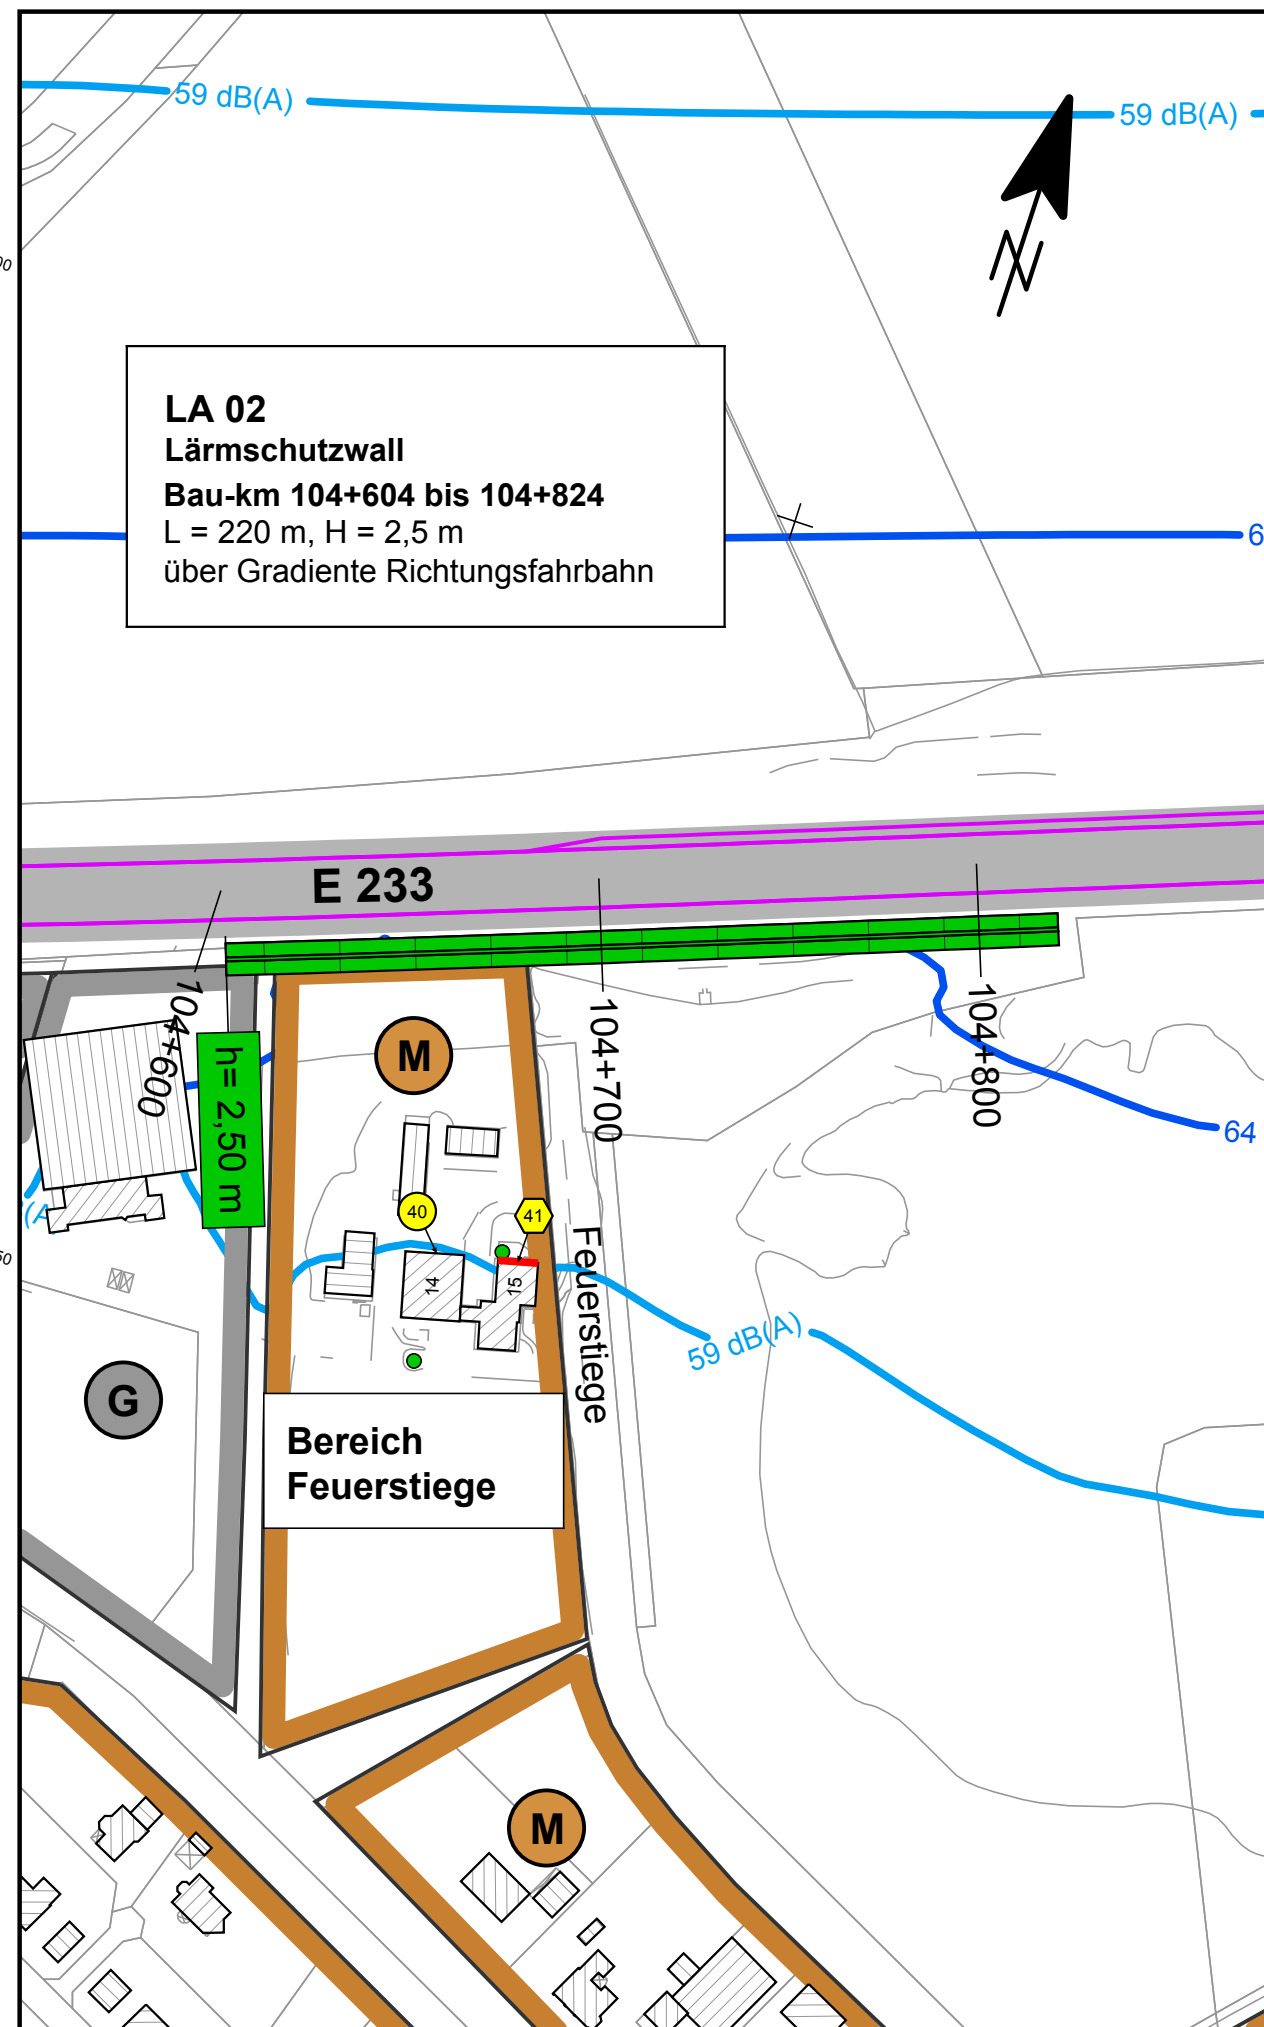 59 dB(A)
59 dB(A)
N
LA 02
Lärmschutzwall
Bau-km 104+604 bis 104+824
L = 220 m, H = 2,5 m
über Gradiente Richtungsfahrbahn
E 233
104+600
104+700
104+800
h= 2,50 m
M
64
40
41
14
15
Feuerstiege
59 dB(A)
G
Bereich
Feuerstiege
M